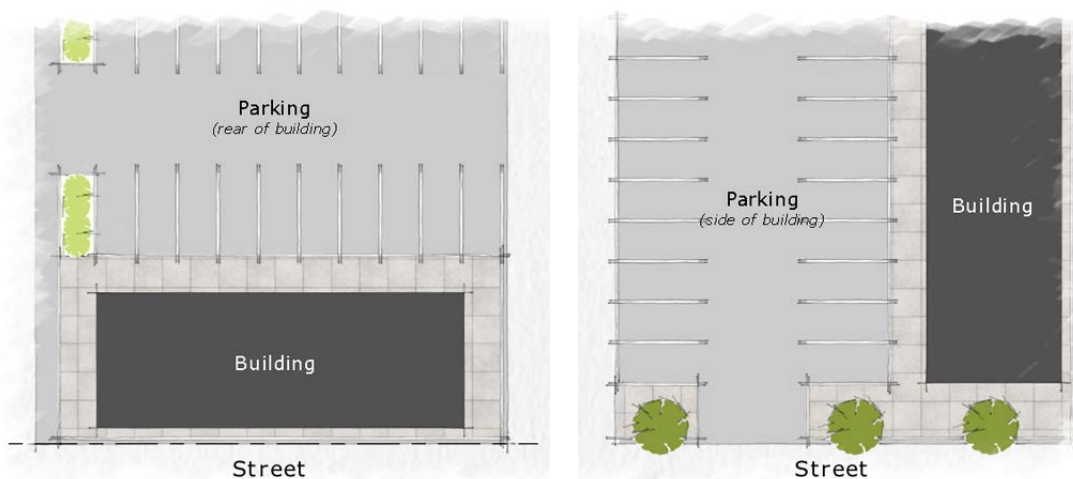 Parking
(rear of building)
Building
Street
Parking
(side of building)
Building
Street